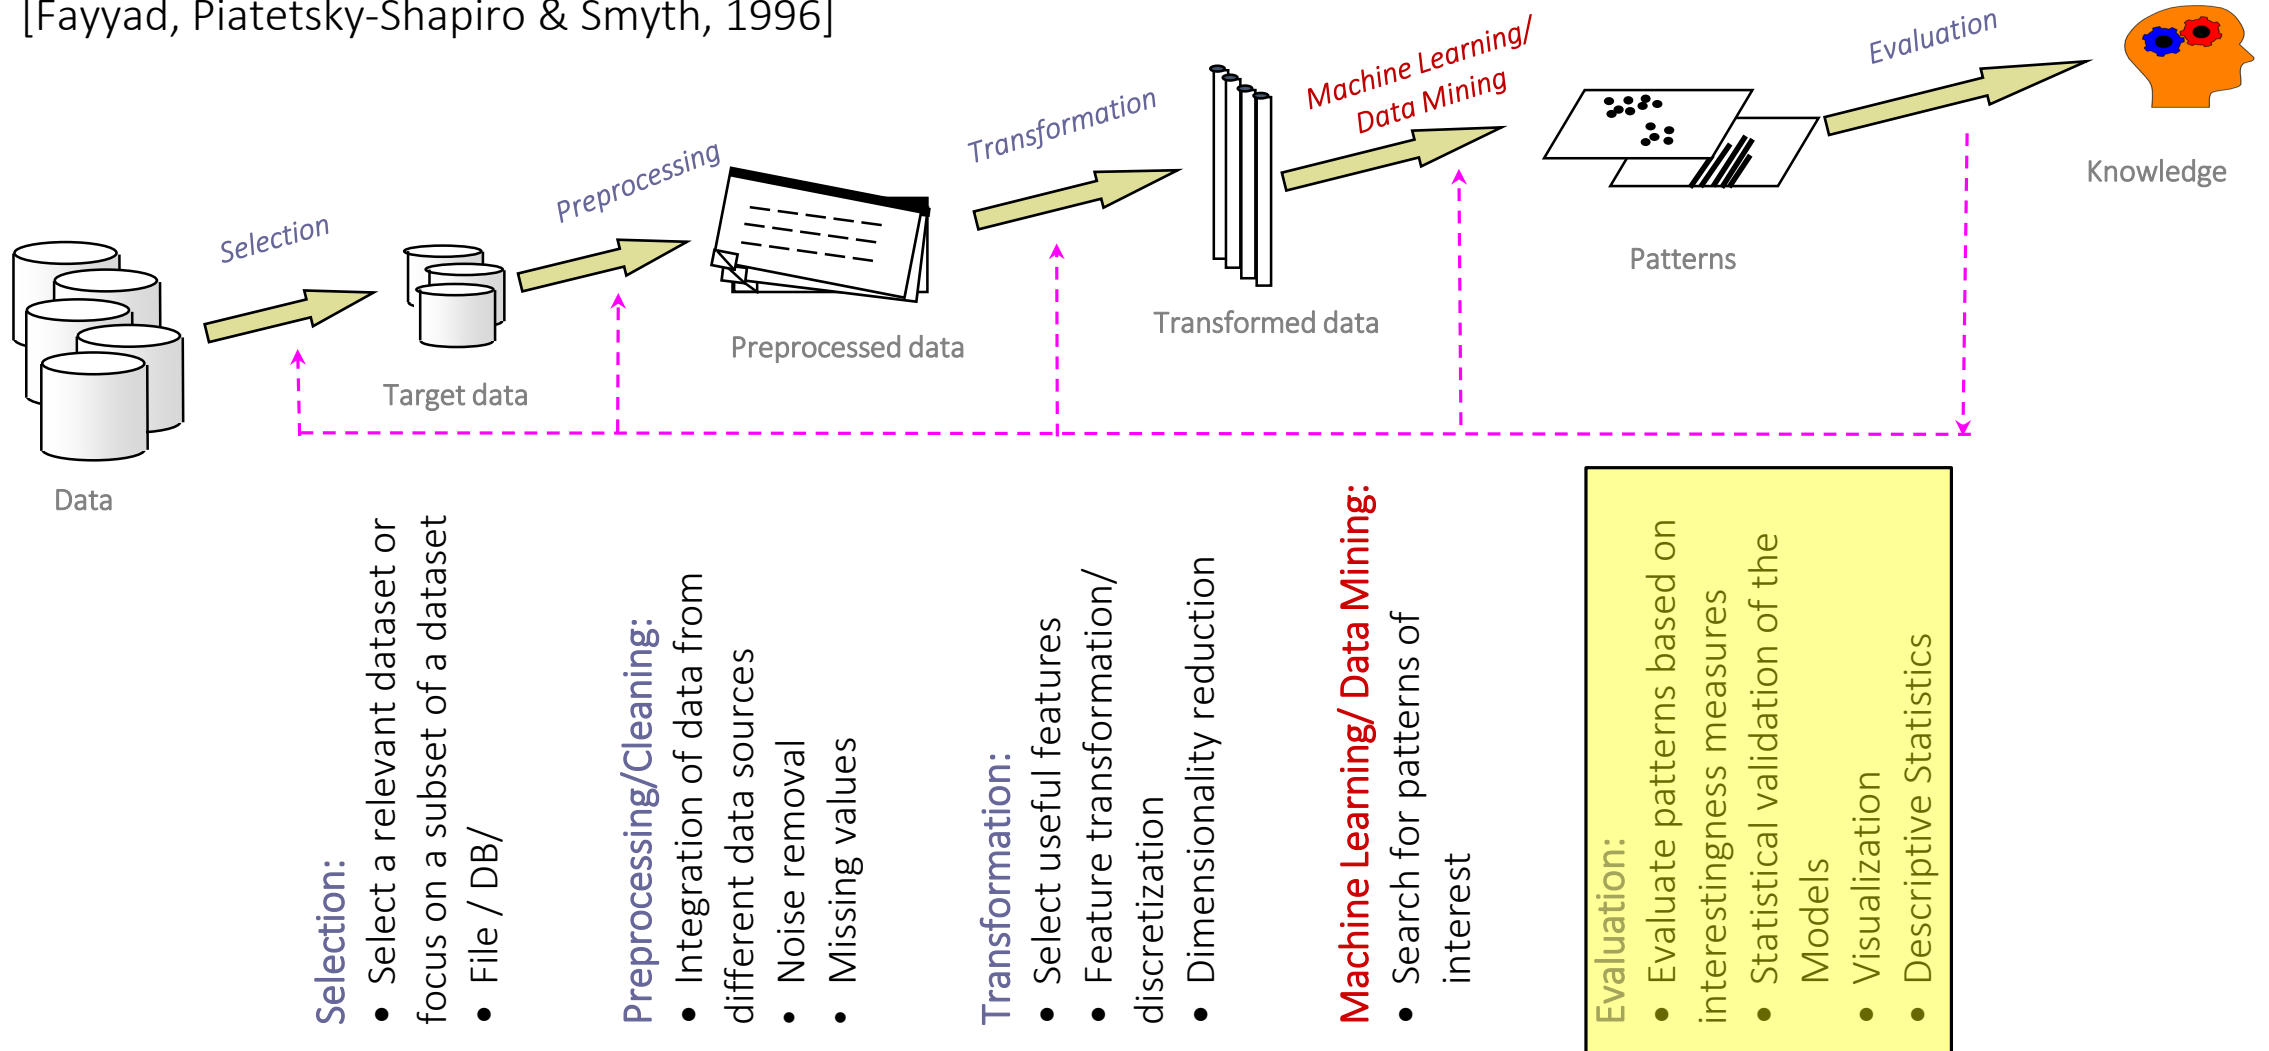 [Fayyad, Piatetsky-Shapiro & Smyth, 1996]
Selection
Preprocessing
Transformation
Machine Learning/
Data Mining
Evaluation
Data
Target data
Preprocessed data
Transformed data
Patterns
Knowledge
Selection:
• Select a relevant dataset or
focus on a subset of a dataset
• File / DB/
Preprocessing/Cleaning:
• Integration of data from
different data sources
• Noise removal
• Missing values
Transformation:
• Select useful features
• Feature transformation/
discretization
• Dimensionality reduction
Machine Learning/ Data Mining:
• Search for patterns of
interest
Evaluation:
• Evaluate patterns based on
interestingness measures
• Statistical validation of the
Models
• Visualization
• Descriptive Statistics